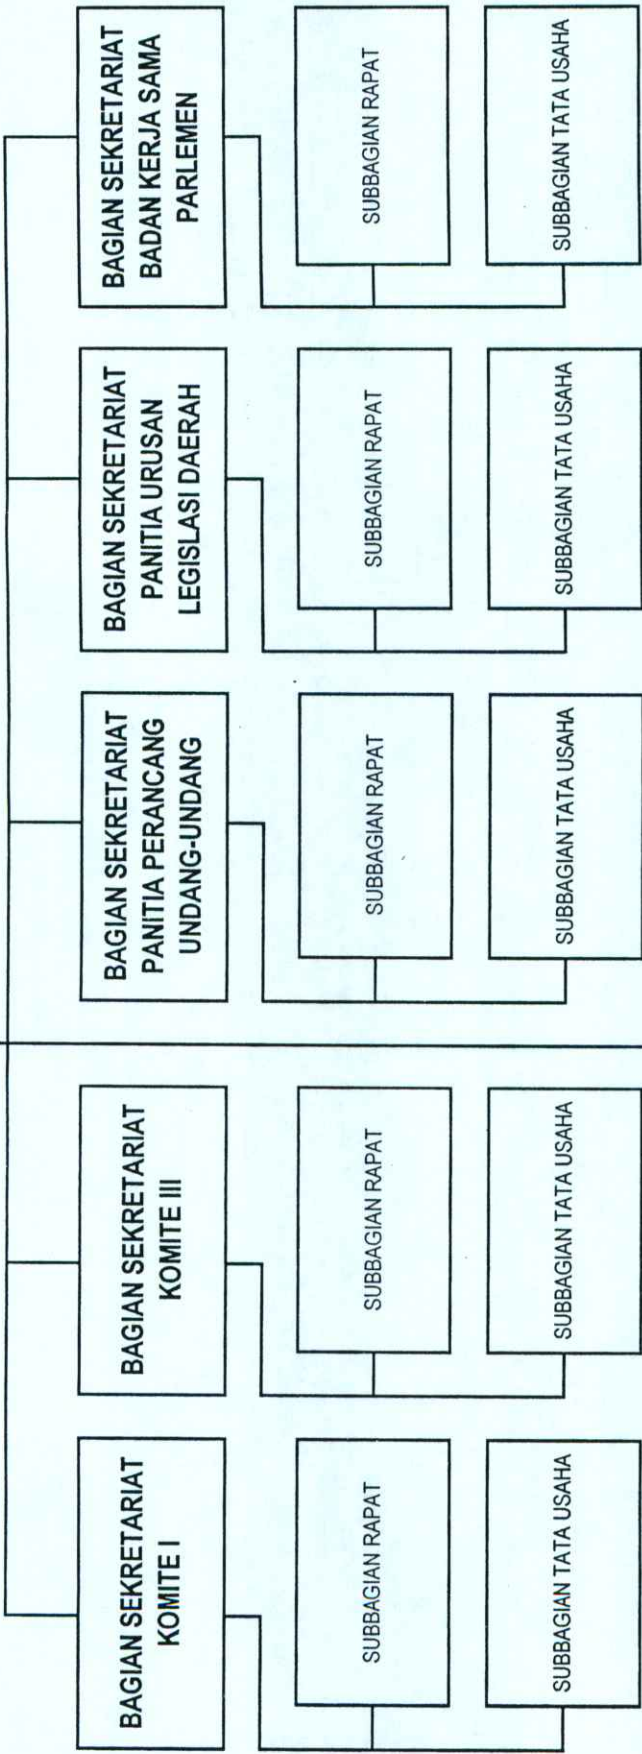 BAGIAN SEKRETARIAT
KOMITE I
SUBBAGIAN RAPAT
SUBBAGIAN TATA USAHA
BAGIAN SEKRETARIAT
KOMITE III
SUBBAGIAN RAPAT
SUBBAGIAN TATA USAHA
BAGIAN SEKRETARIAT
PANITIA PERANCANG
UNDANG-UNDANG
SUBBAGIAN RAPAT
SUBBAGIAN TATA USAHA
BAGIAN SEKRETARIAT
PANITIA URUSAN
LEGISLASI DAERAH
SUBBAGIAN RAPAT
SUBBAGIAN TATA USAHA
BAGIAN SEKRETARIAT
BADAN KERJA SAMA
PARLEMEN
SUBBAGIAN RAPAT
SUBBAGIAN TATA USAHA